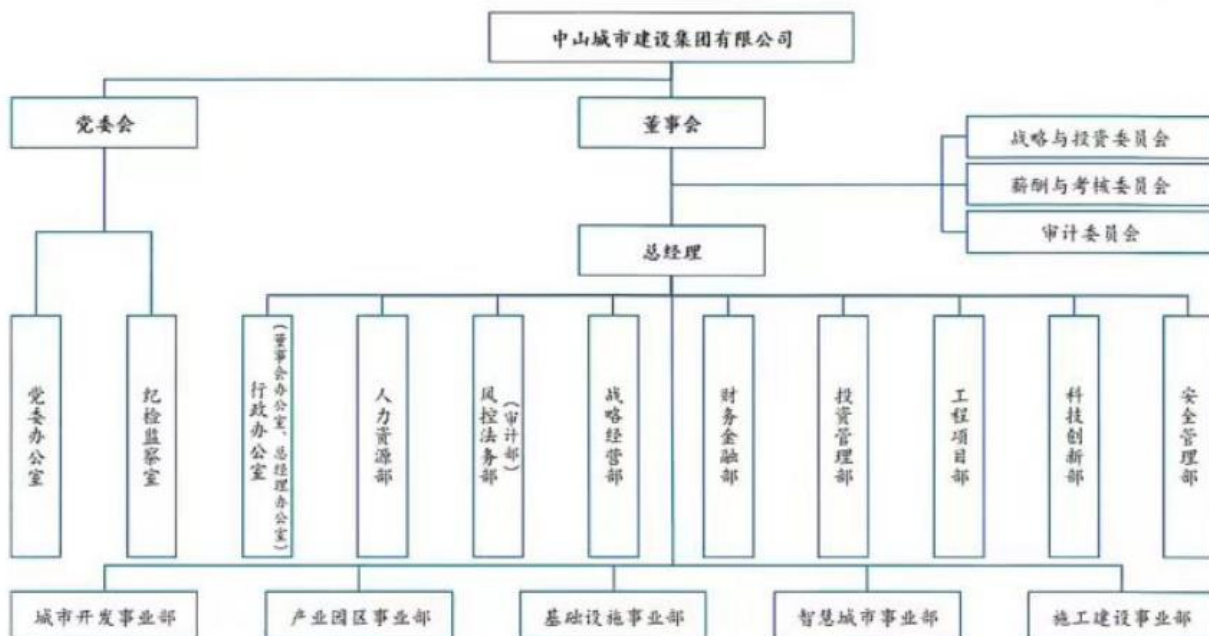 中山城市建设集团有限公司
党委会
董事会
战略与投资委员会
薪酬与考核委员会
审计委员会
总经理
党委办公室
纪检监察室
行政办公室
(董事会办公室、总经理办公室)
人力资源部
风控法务部
(审计部)
战略经营部
财务金融部
投资管理部
工程项目部
科技创新部
安全管理部
城市开发事业部
产业园区事业部
基础设施事业部
智慧城市事业部
施工建设事业部